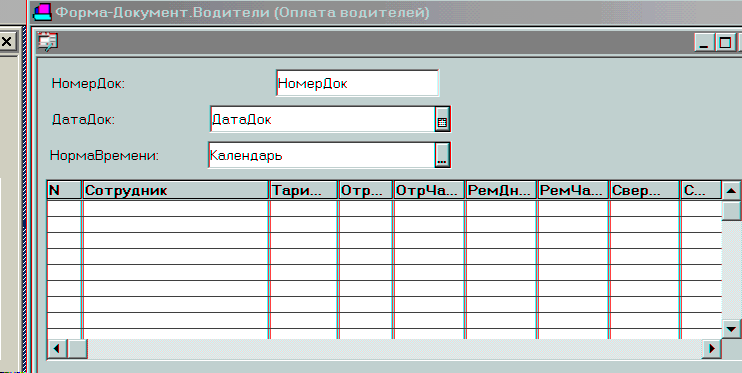 Форма-Документ.Водители (Оплата водителей)
НомерДок: НомерДок
ДатаДок: ДатаДок
НормаВремени: Календарь ...
N Сотрудник Тари... Отр... ОтрЧа... РемДн... РемЧа... Свер... С...